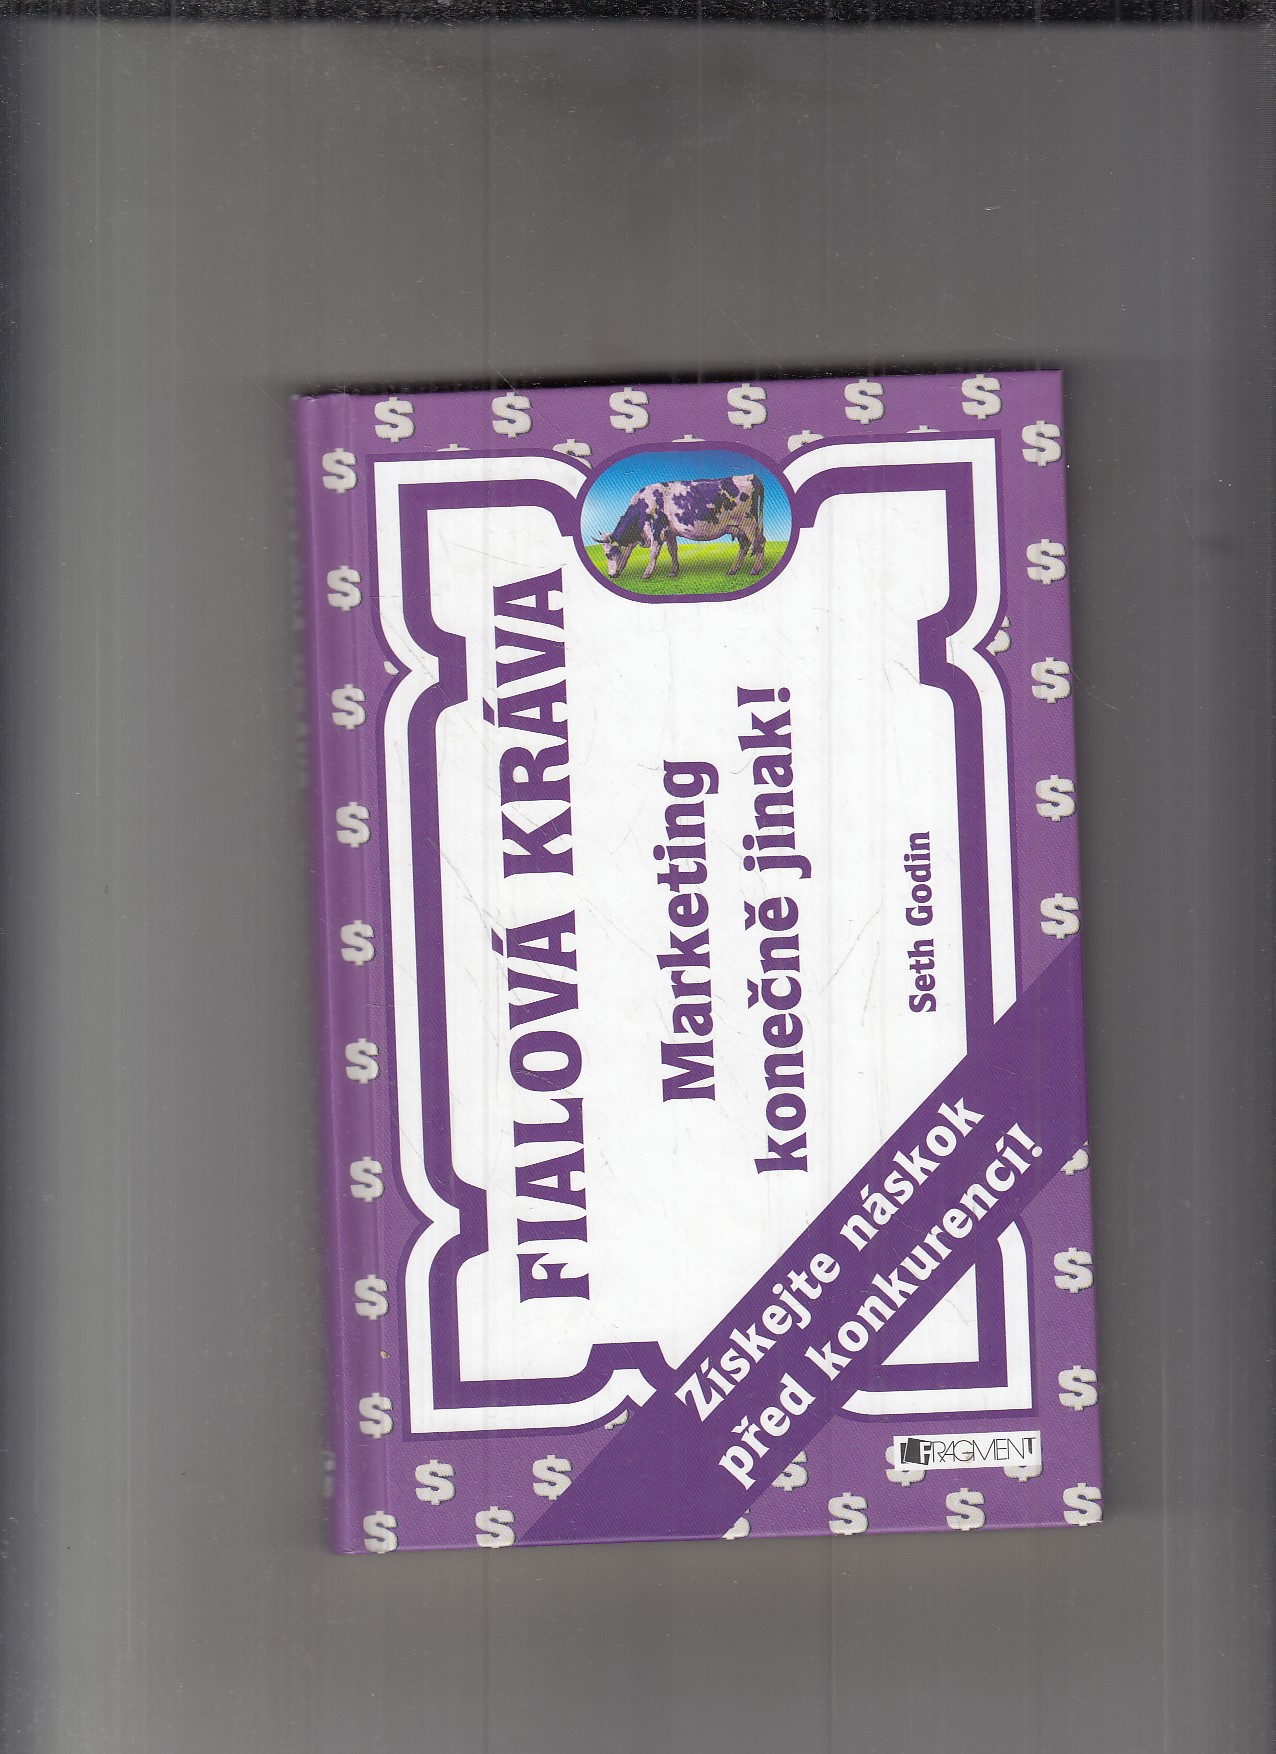 FIALOVÁ KRÁVA
Marketing
konečně jinak!
Seth Godin
Získejte náskok
před konkurencí!
FRAGMENT